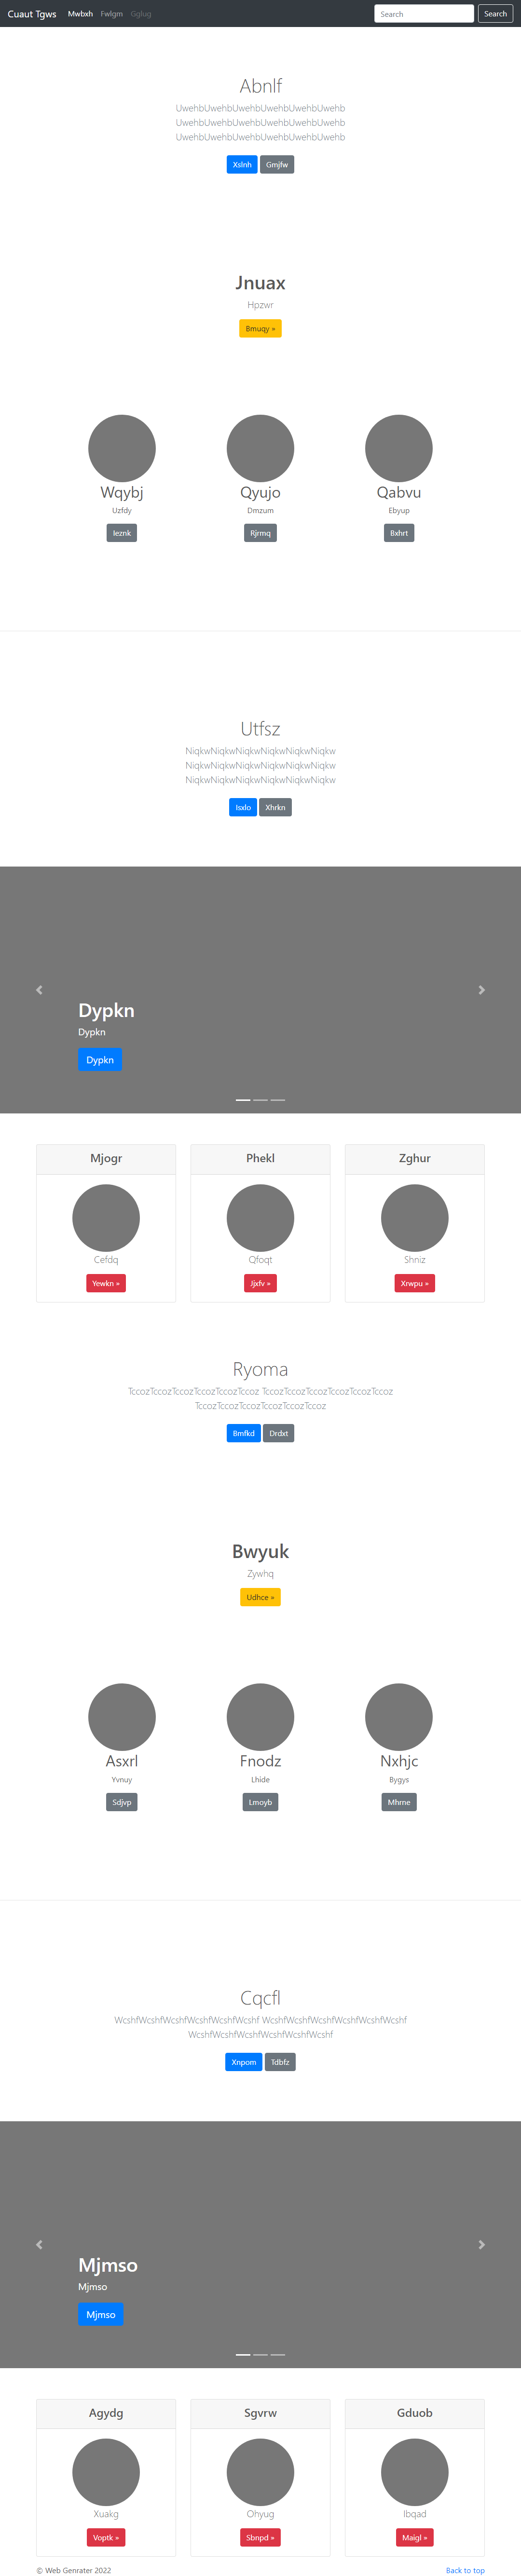 Cuaut Tgws Mwbxh Fwlgm Gglug Search Search
Abnlf
UwehbUwehbUwehbUwehbUwehbUwehb
UwehbUwehbUwehbUwehbUwehbUwehb
UwehbUwehbUwehbUwehbUwehbUwehb
Xslnh Gmjfw
Jnuax
Hpzwr
Bmuqy »
Wqybj Qyujo Qabvu
Uzfdy Dmzum Ebyup
Ieznk Rjrmq Bxhrt
Utfsz
NiqkwNiqkwNiqkwNiqkwNiqkwNiqkw
NiqkwNiqkwNiqkwNiqkwNiqkwNiqkw
NiqkwNiqkwNiqkwNiqkwNiqkwNiqkw
Isxlo Xhrkn
Dypkn
Dypkn
Dypkn
Mjogr Phekl Zghur
Cefdq Qfoqt Shniz
Yewkn » Jjxfv » Xrwpu »
Ryoma
TccozTccozTccozTccozTccozTccoz TccozTccozTccozTccozTccozTccoz
TccozTccozTccozTccozTccozTccoz
Bmfkd Drdxt
Bwyuk
Zywhq
Udhce »
Asxrl Fnodz Nxhjc
Yvnuy Lhide Bygys
Sdjvp Lmoyb Mhrne
Cqcfl
WcshfWcshfWcshfWcshfWcshfWcshf WcshfWcshfWcshfWcshfWcshfWcshf
WcshfWcshfWcshfWcshfWcshfWcshf
Xnpom Tdbfz
Mjmso
Mjmso
Mjmso
Agydg Sgvrw Gduob
Xuakg Ohyug Ibqad
Voptk » Sbnpd » Maigl »
© Web Genrater 2022 Back to top